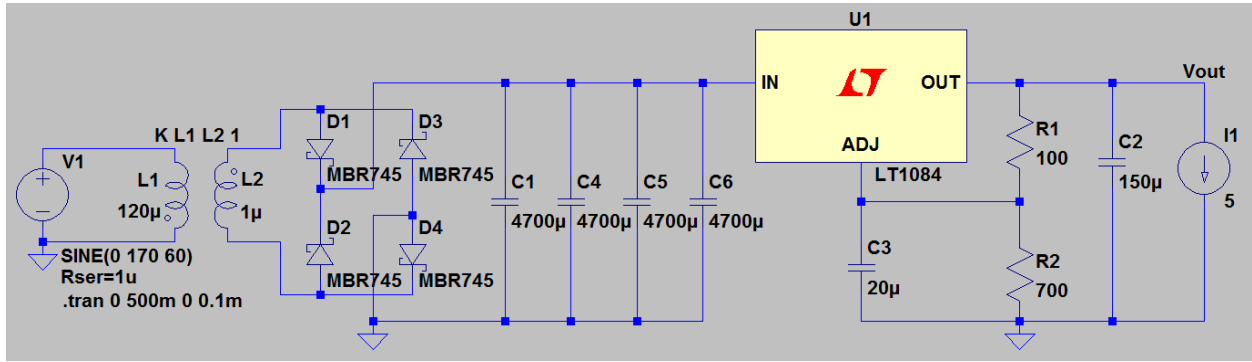 V1
SINE(0 170 60)
Rser=1u
.tran 0 500m 0 0.1m
K L1 L2 1
L1
120µ
L2
1µ
D1
MBR745
D3
MBR745
D2
MBR745
D4
MBR745
C1
4700µ
C4
4700µ
C5
4700µ
C6
4700µ
U1
IN
OUT
ADJ
LT1084
C3
20µ
R1
100
R2
700
C2
150µ
Vout
I1
5